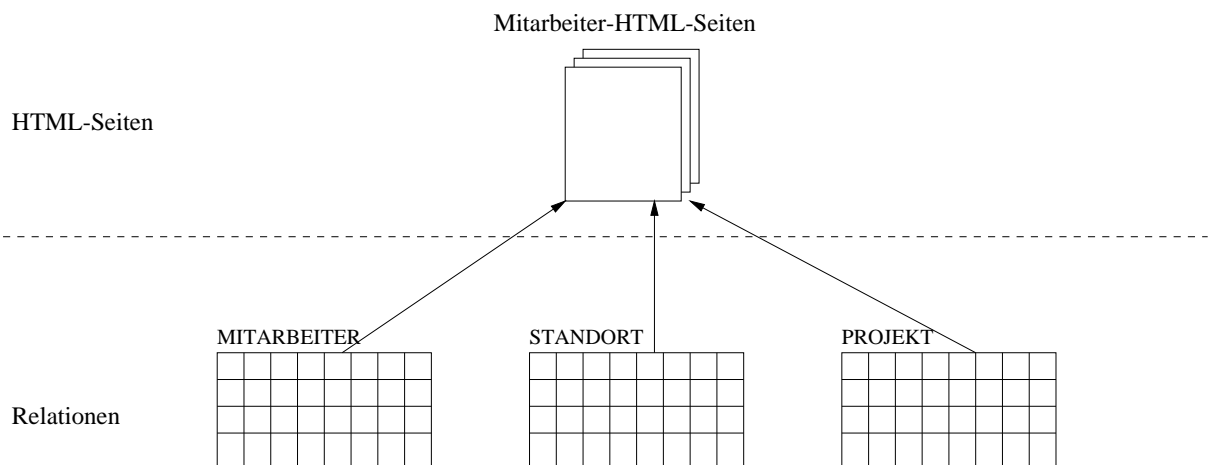 Mitarbeiter-HTML-Seiten
HTML-Seiten
MITARBEITER
STANDORT
PROJEKT
Relationen